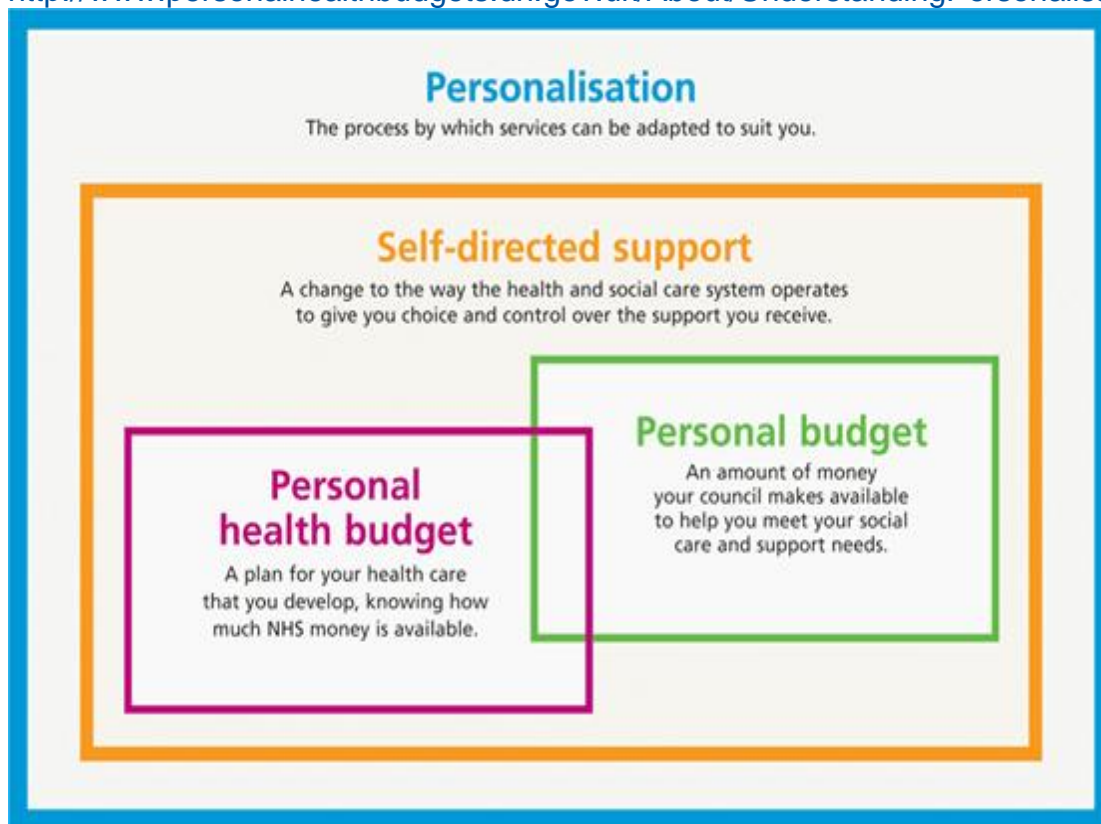 Personalisation
The process by which services can be adapted to suit you.
Self-directed support
A change to the way the health and social care system operates
to give you choice and control over the support you receive.
Personal budget
An amount of money
your council makes available
to help you meet your social
care and support needs.
Personal
health budget
A plan for your health care
that you develop, knowing how
much NHS money is available.